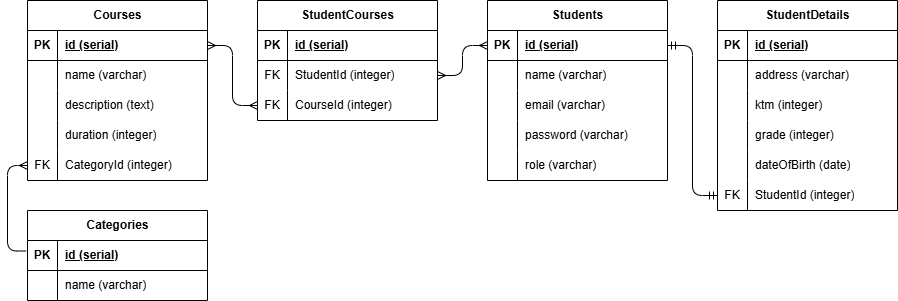 Courses
PK id (serial)
name (varchar)
description (text)
duration (integer)
FK CategoryId (integer)
Categories
PK id (serial)
name (varchar)
StudentCourses
PK id (serial)
FK StudentId (integer)
FK CourseId (integer)
Students
PK id (serial)
name (varchar)
email (varchar)
password (varchar)
role (varchar)
StudentDetails
PK id (serial)
address (varchar)
ktm (integer)
grade (integer)
dateOfBirth (date)
FK StudentId (integer)